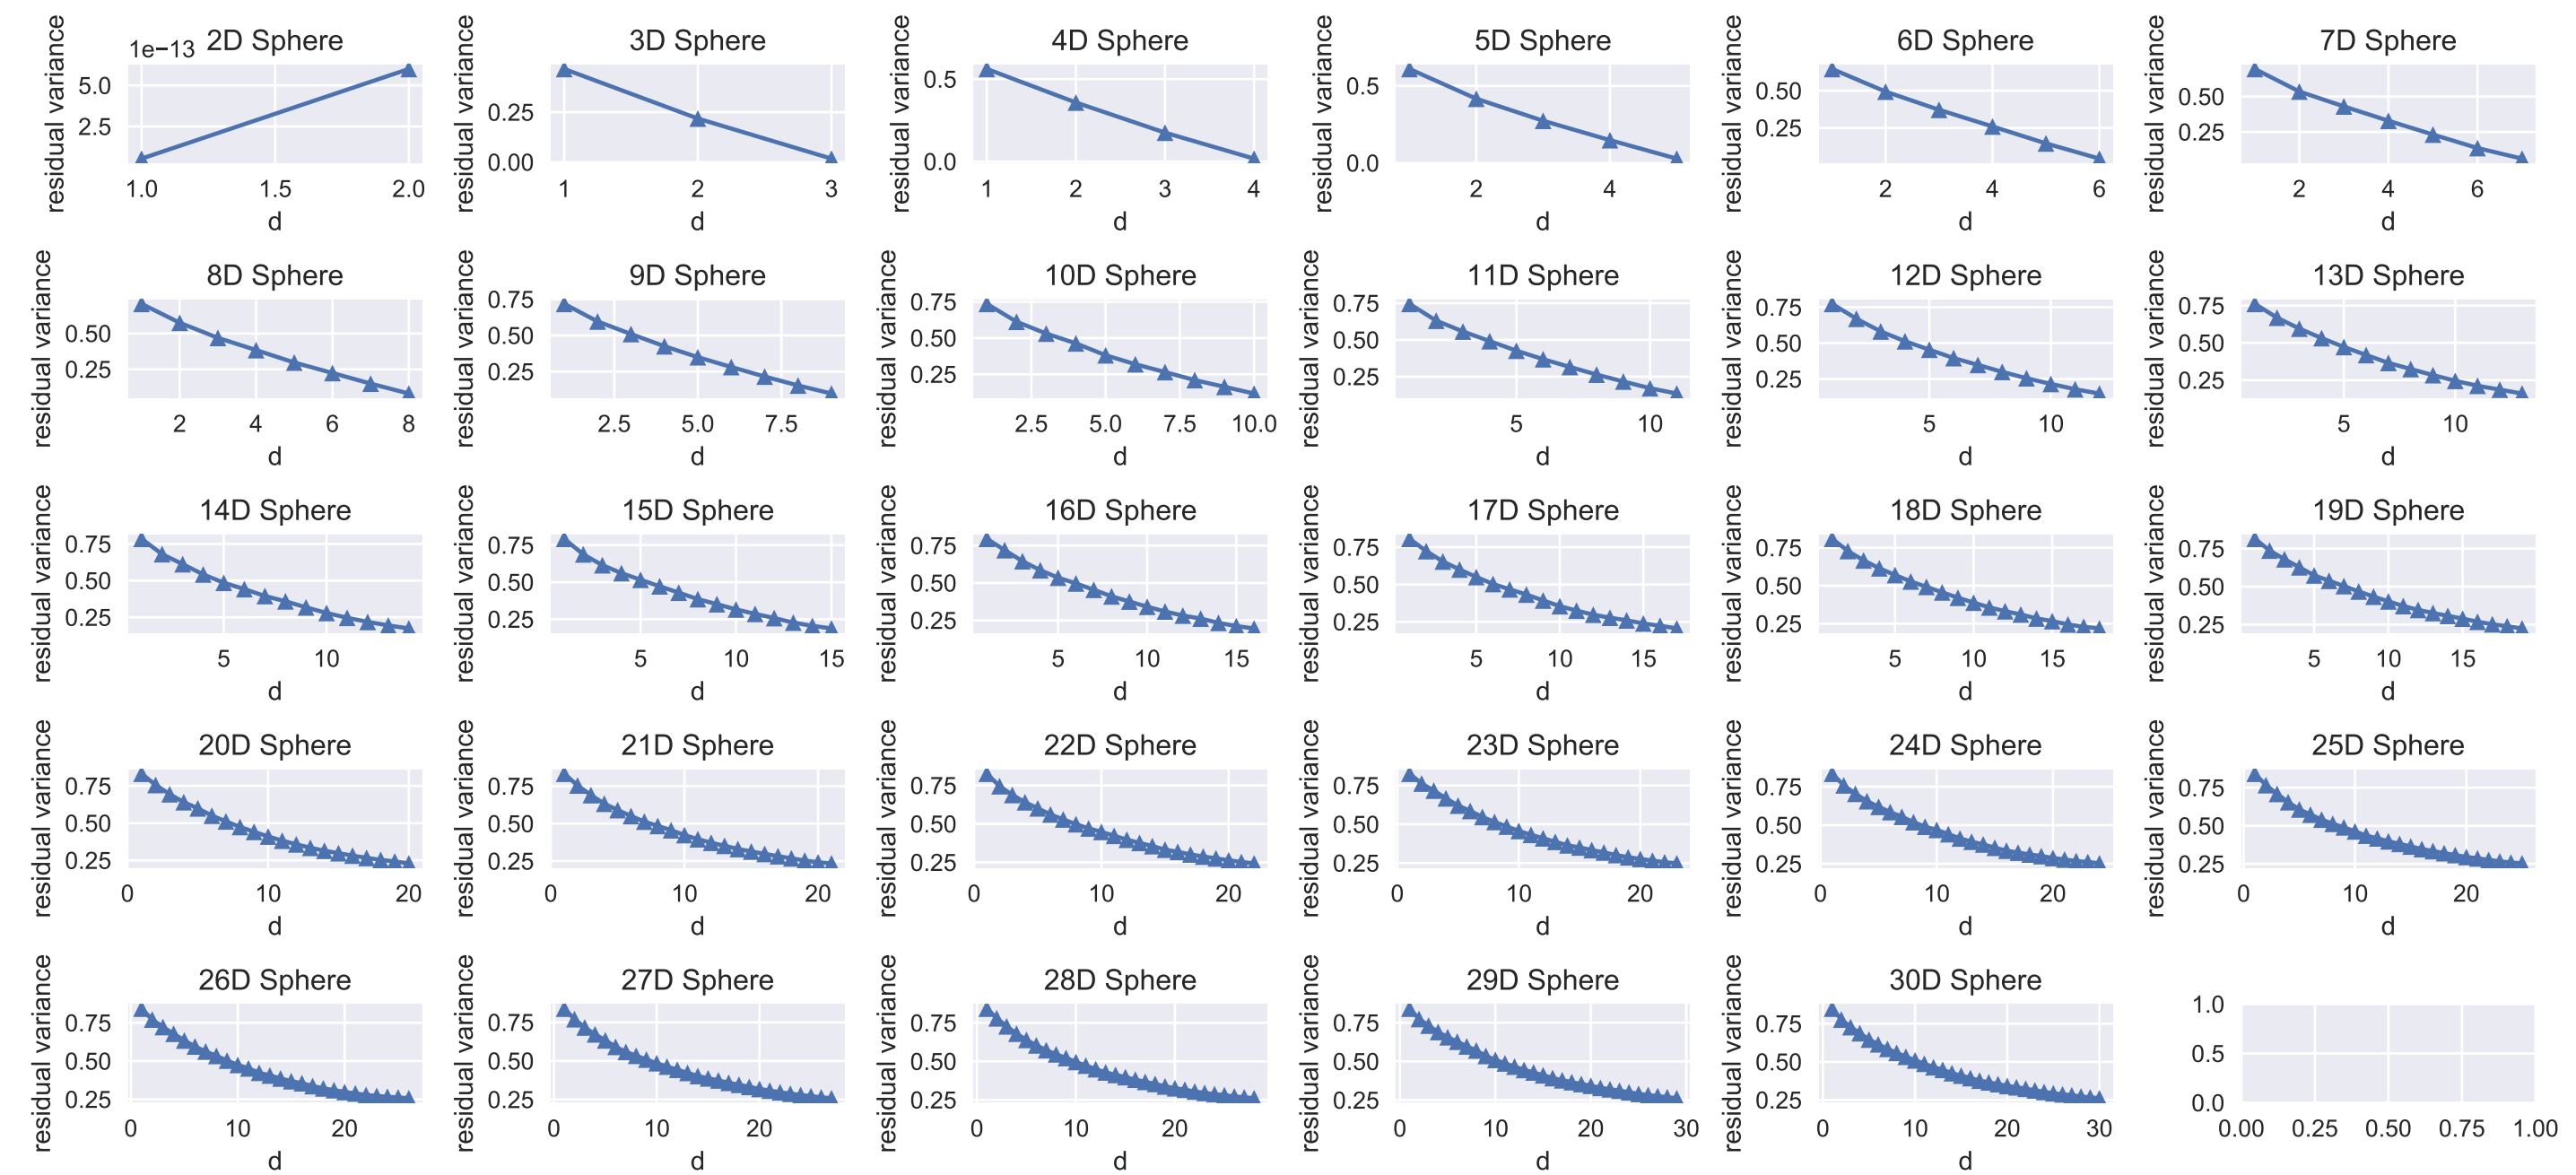 1e−13 2D Sphere
residual variance
5.0
2.5
1.0 1.5 2.0
d
3D Sphere
residual variance
0.25
0.00
1 2 3
d
4D Sphere
residual variance
0.5
0.0
1 2 3 4
d
5D Sphere
residual variance
0.5
0.0
2 4
d
6D Sphere
residual variance
0.50
0.25
2 4 6
d
7D Sphere
residual variance
0.50
0.25
2 4 6
d
8D Sphere
residual variance
0.50
0.25
2 4 6 8
d
9D Sphere
residual variance
0.75
0.50
0.25
2.5 5.0 7.5
d
10D Sphere
residual variance
0.75
0.50
0.25
2.5 5.0 7.5 10.0
d
11D Sphere
residual variance
0.75
0.50
0.25
5 10
d
12D Sphere
residual variance
0.75
0.50
0.25
5 10
d
13D Sphere
residual variance
0.75
0.50
0.25
5 10
d
14D Sphere
residual variance
0.75
0.50
0.25
5 10
d
15D Sphere
residual variance
0.75
0.50
0.25
5 10 15
d
16D Sphere
residual variance
0.75
0.50
0.25
5 10 15
d
17D Sphere
residual variance
0.75
0.50
0.25
5 10 15
d
18D Sphere
residual variance
0.75
0.50
0.25
5 10 15
d
19D Sphere
residual variance
0.75
0.50
0.25
5 10 15
d
20D Sphere
residual variance
0.75
0.50
0.25
0 10 20
d
21D Sphere
residual variance
0.75
0.50
0.25
0 10 20
d
22D Sphere
residual variance
0.75
0.50
0.25
0 10 20
d
23D Sphere
residual variance
0.75
0.50
0.25
0 10 20
d
24D Sphere
residual variance
0.75
0.50
0.25
0 10 20
d
25D Sphere
residual variance
0.75
0.50
0.25
0 10 20
d
26D Sphere
residual variance
0.75
0.50
0.25
0 10 20
d
27D Sphere
residual variance
0.75
0.50
0.25
0 10 20
d
28D Sphere
residual variance
0.75
0.50
0.25
0 10 20
d
29D Sphere
residual variance
0.75
0.50
0.25
0 10 20 30
d
30D Sphere
residual variance
0.75
0.50
0.25
0 10 20 30
d
1.0
0.5
0.0
0.00 0.25 0.50 0.75 1.00